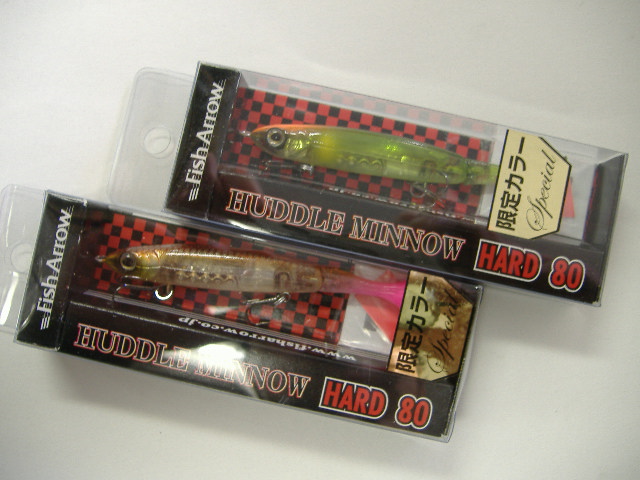 Fish Arrow
HUDDLE MINNOW HARD 80
限定カラー
Special
Fish Arrow
www.fisharrow.co.jp
HUDDLE MINNOW HARD 80
限定カラー
Special